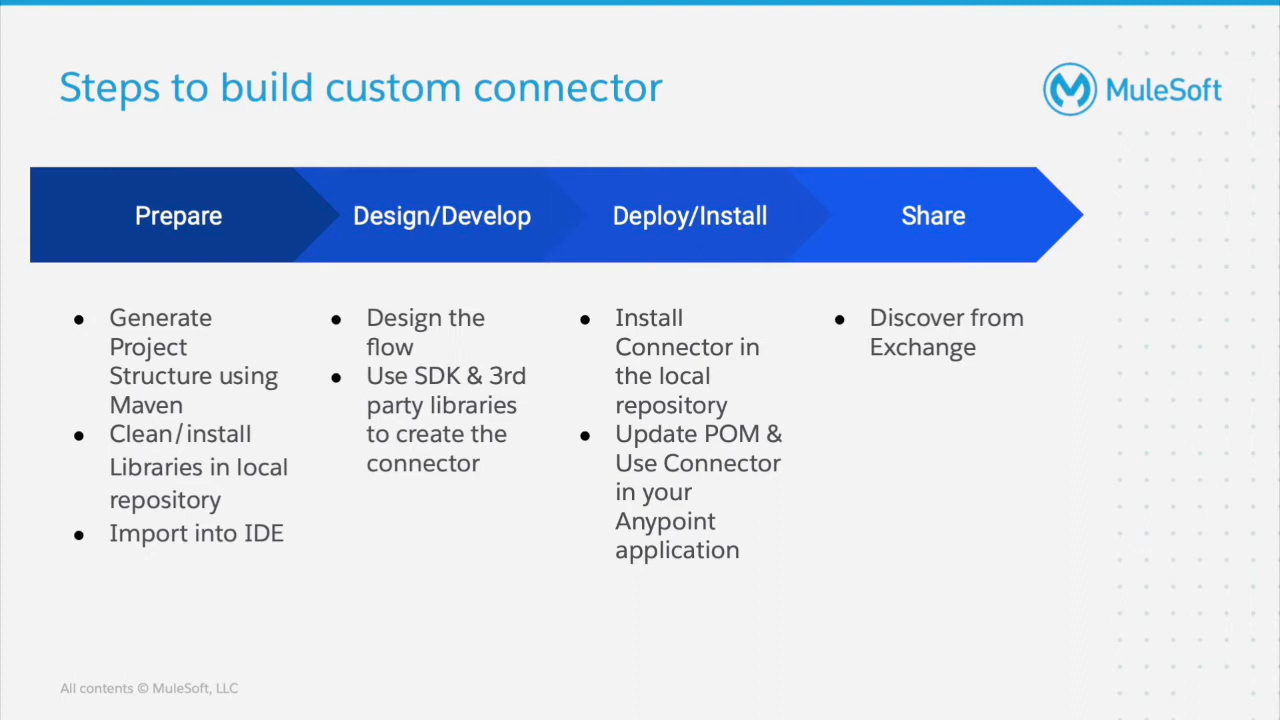 Steps to build custom connector
MuleSoft
Prepare
Design/Develop
Deploy/Install
Share
● Generate
Project
Structure using
Maven
● Clean/install
Libraries in local
repository
● Import into IDE
● Design the
flow
● Use SDK & 3rd
party libraries
to create the
connector
● Install
Connector in
the local
repository
● Update POM &
Use Connector
in your
Anypoint
application
● Discover from
Exchange
All contents © MuleSoft, LLC